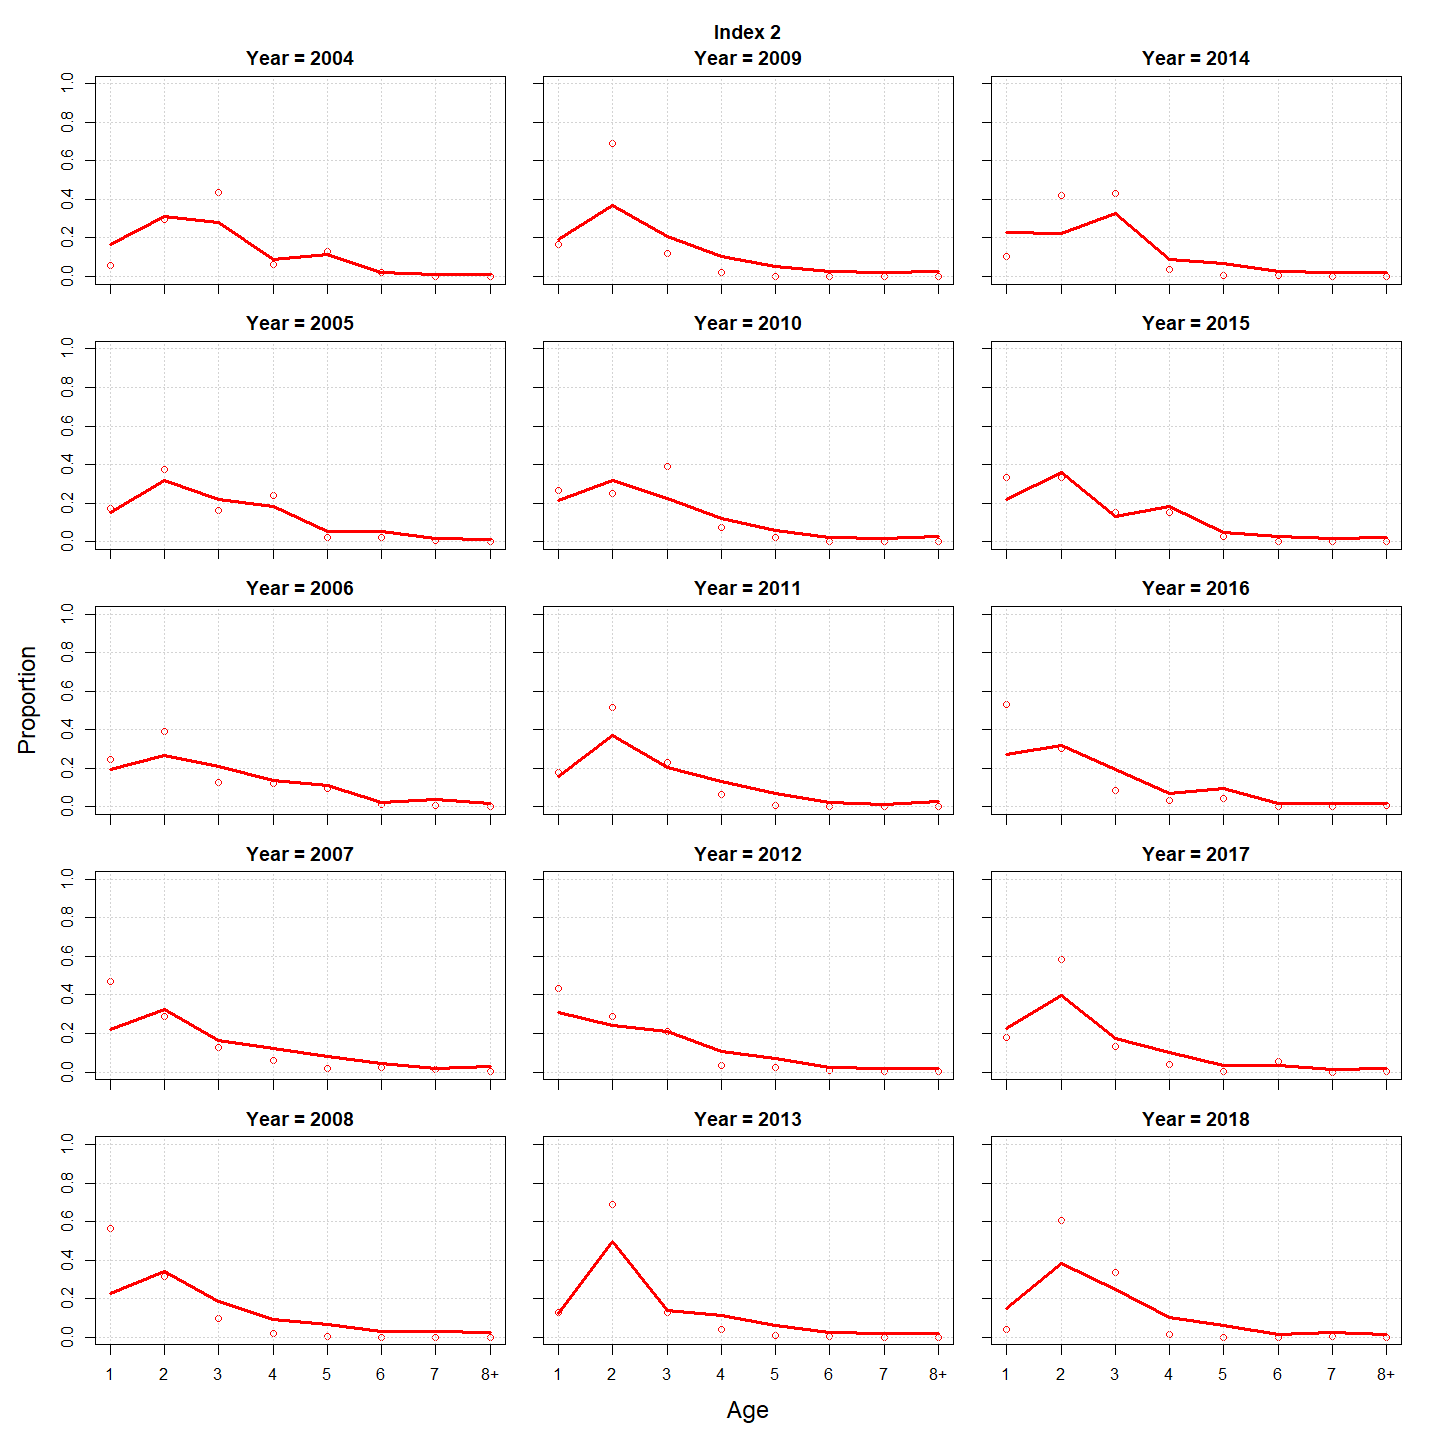 Index 2
Year = 2004
Year = 2009
Year = 2014
0.0 0.2 0.4 0.6 0.8 1.0
Year = 2005
Year = 2010
Year = 2015
0.0 0.2 0.4 0.6 0.8 1.0
Year = 2006
Year = 2011
Year = 2016
0.0 0.2 0.4 0.6 0.8 1.0
Proportion
Year = 2007
Year = 2012
Year = 2017
0.0 0.2 0.4 0.6 0.8 1.0
Year = 2008
Year = 2013
Year = 2018
0.0 0.2 0.4 0.6 0.8 1.0
1 2 3 4 5 6 7 8+
1 2 3 4 5 6 7 8+
1 2 3 4 5 6 7 8+
Age